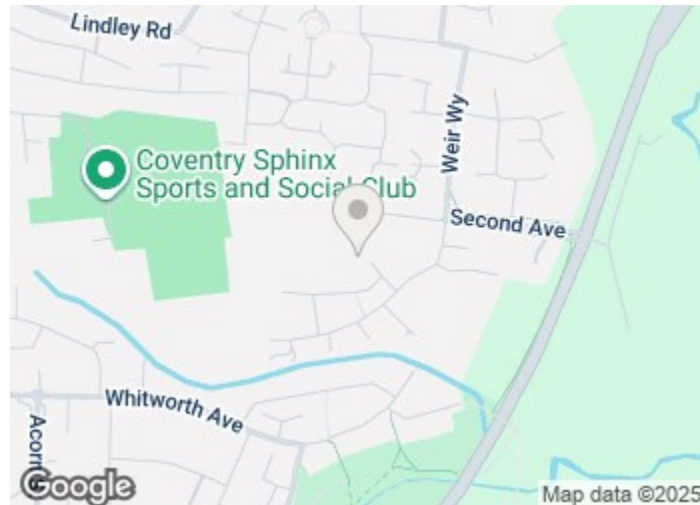 Lindley Rd
Weir Wy
Coventry Sphinx
Sports and Social Club
Second Ave
Whitworth Ave
Google
Map data ©2025